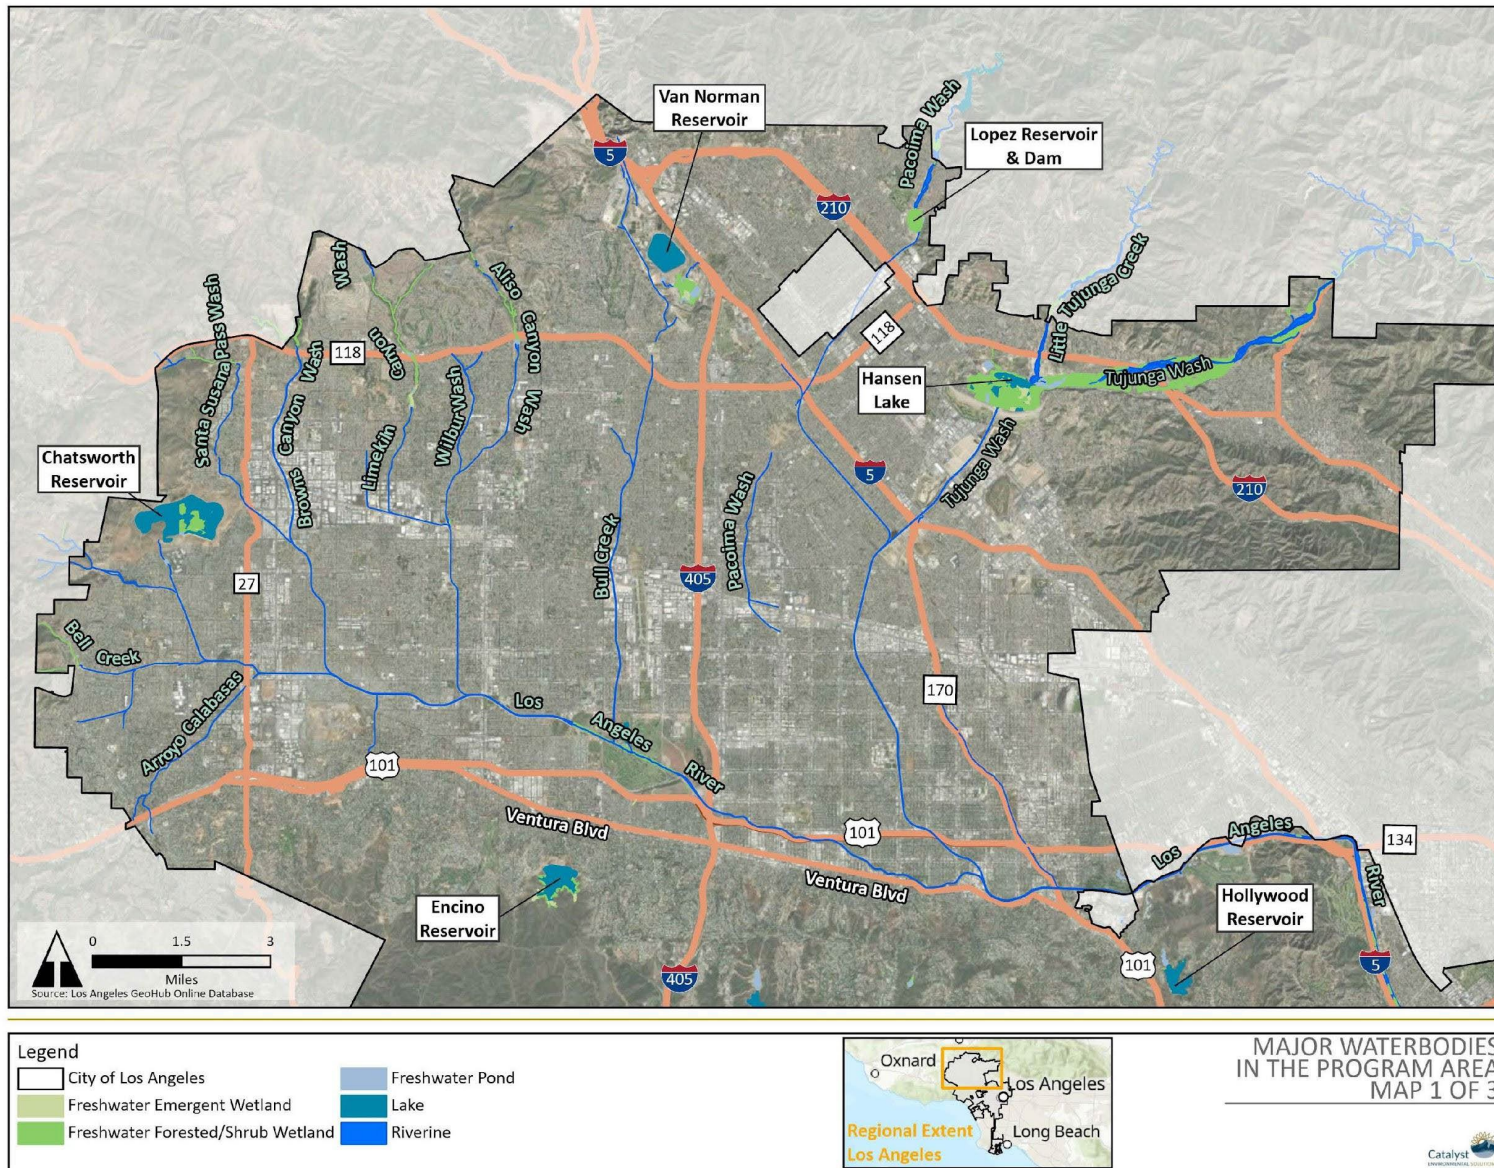 Van Norman
Reservoir
Pacoima Wash
Lopez Reservoir
& Dam
5
210
Little Tujunga Creek
Wash
Aliso
Canyon
Wash
Santa Susana Pass Wash
118
Canyon
Limekiln
Wilbur Wash
118
Hansen
Lake
Tujunga Wash
Tujunga Wash
Browns
Canyon
Wash
Chatsworth
Reservoir
5
210
Pacoima Wash
Bull Creek
27
405
Bell Creek
Arroyo Calabasas
Los
Angeles
River
170
101
Ventura Blvd
101
Ventura Blvd
Los
Angeles
River
134
Encino
Reservoir
Hollywood
Reservoir
405
101
5
0 1.5 3
Miles
Source: Los Angeles GeoHub Online Database
Legend
City of Los Angeles
Freshwater Emergent Wetland
Freshwater Forested/Shrub Wetland
Freshwater Pond
Lake
Riverine
Oxnard
Los Angeles
Long Beach
Regional Extent
Los Angeles
MAJOR WATERBODIES
IN THE PROGRAM AREA
MAP 1 OF 3
Catalyst